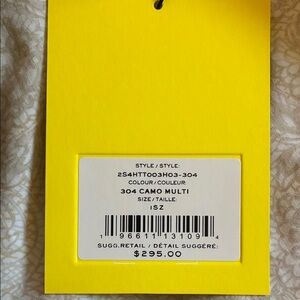 STYLE / STYLE:
2S4HTT003H03-304
COLOUR / COULEUR:
304 CAMO MULTI
SIZE / TAILLE:
1SZ
1 96611 13109 4
SUGG.RETAIL / DÉTAIL SUGGÉRÉ:
$295.00